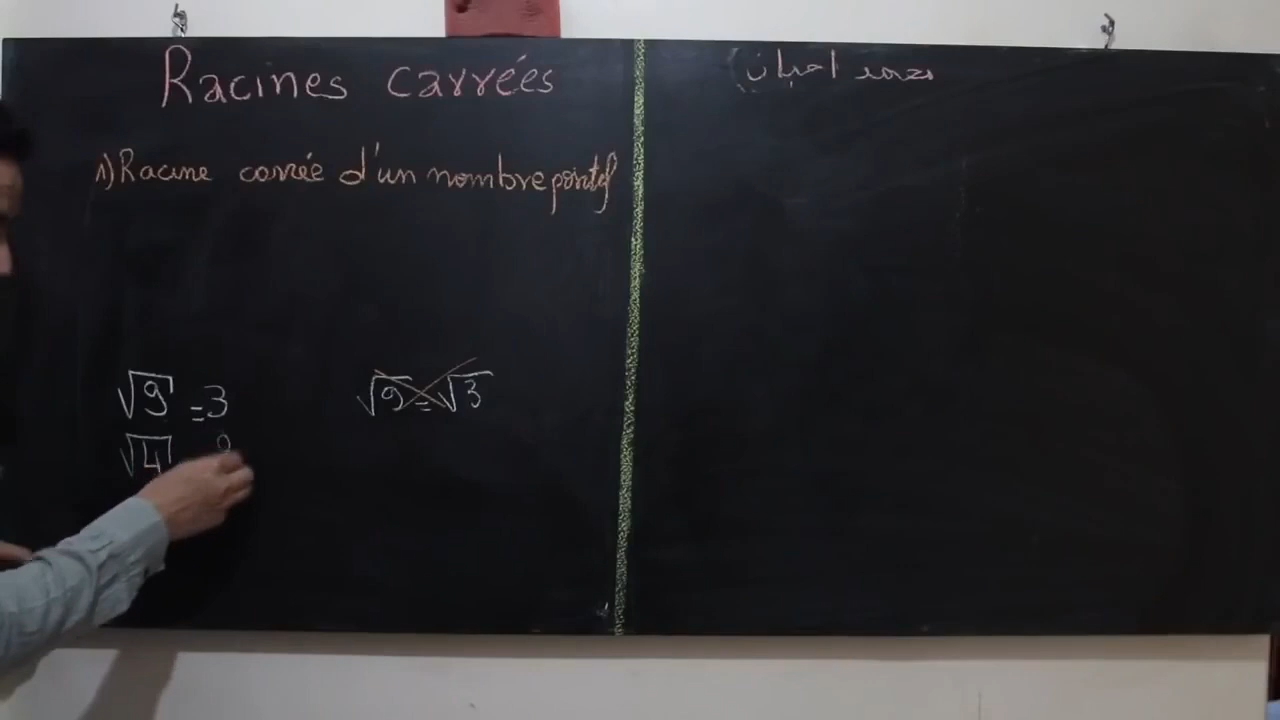 Racines carrées
1) Racine carrée d'un nombre positif
√9 = 3
√9 = √3
√4
محمد احبان